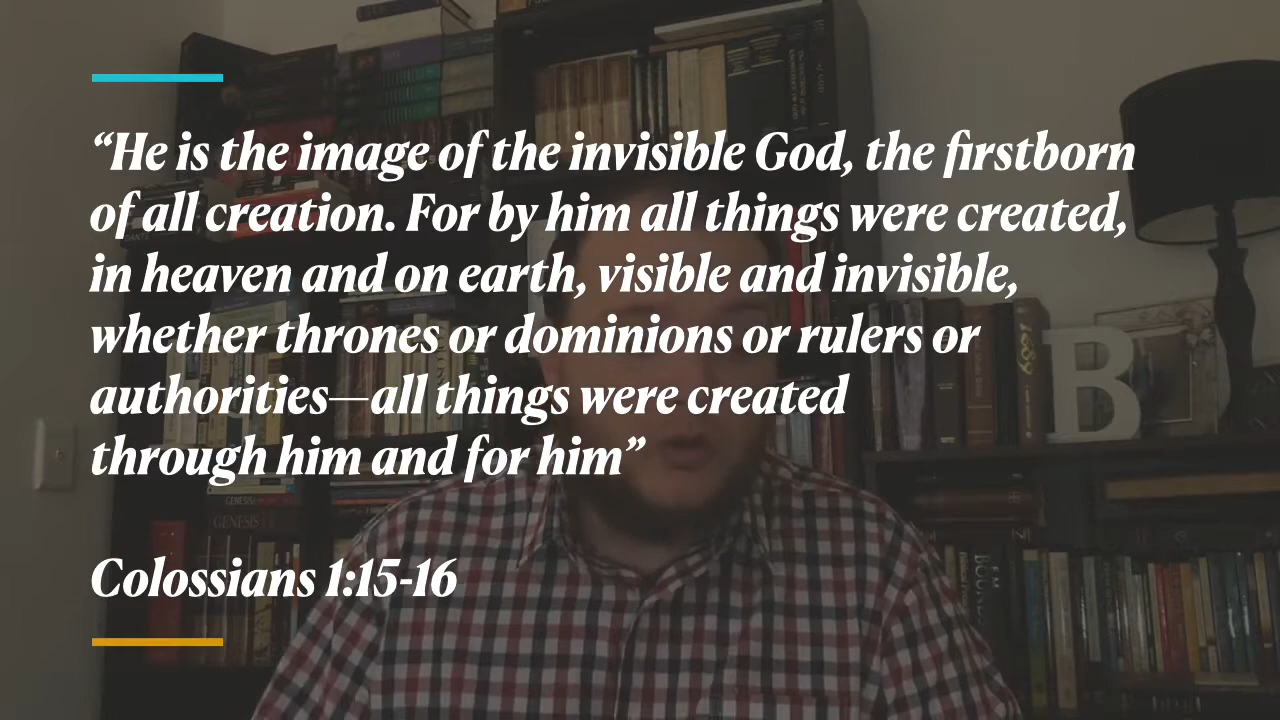 “He is the image of the invisible God, the firstborn
of all creation. For by him all things were created,
in heaven and on earth, visible and invisible,
whether thrones or dominions or rulers or
authorities—all things were created
through him and for him”
Colossians 1:15-16
GENESIS
GENESIS
B